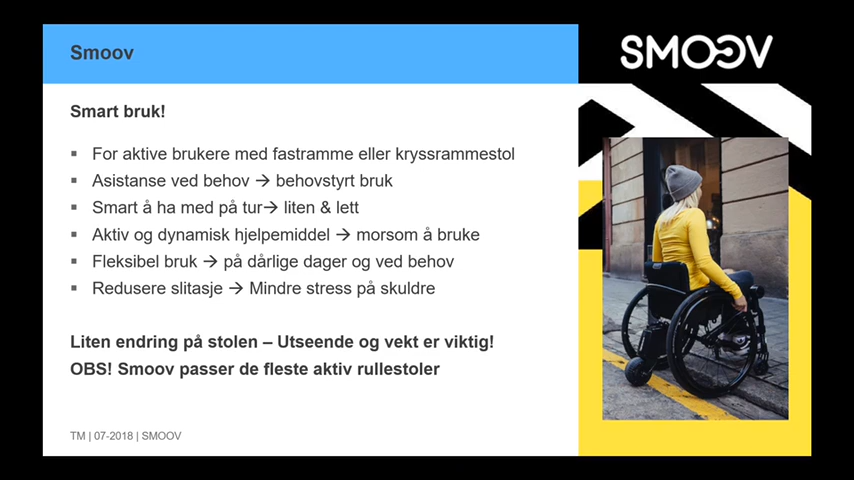 Smoov
SMOOV
Smart bruk!
▪ For aktive brukere med fastramme eller kryssrammestol
▪ Asistanse ved behov → behovstyrt bruk
▪ Smart å ha med på tur→ liten & lett
▪ Aktiv og dynamisk hjelpemiddel → morsom å bruke
▪ Fleksibel bruk → på dårlige dager og ved behov
▪ Redusere slitasje → Mindre stress på skuldre
Liten endring på stolen – Utseende og vekt er viktig!
OBS! Smoov passer de fleste aktiv rullestoler
TM | 07-2018 | SMOOV